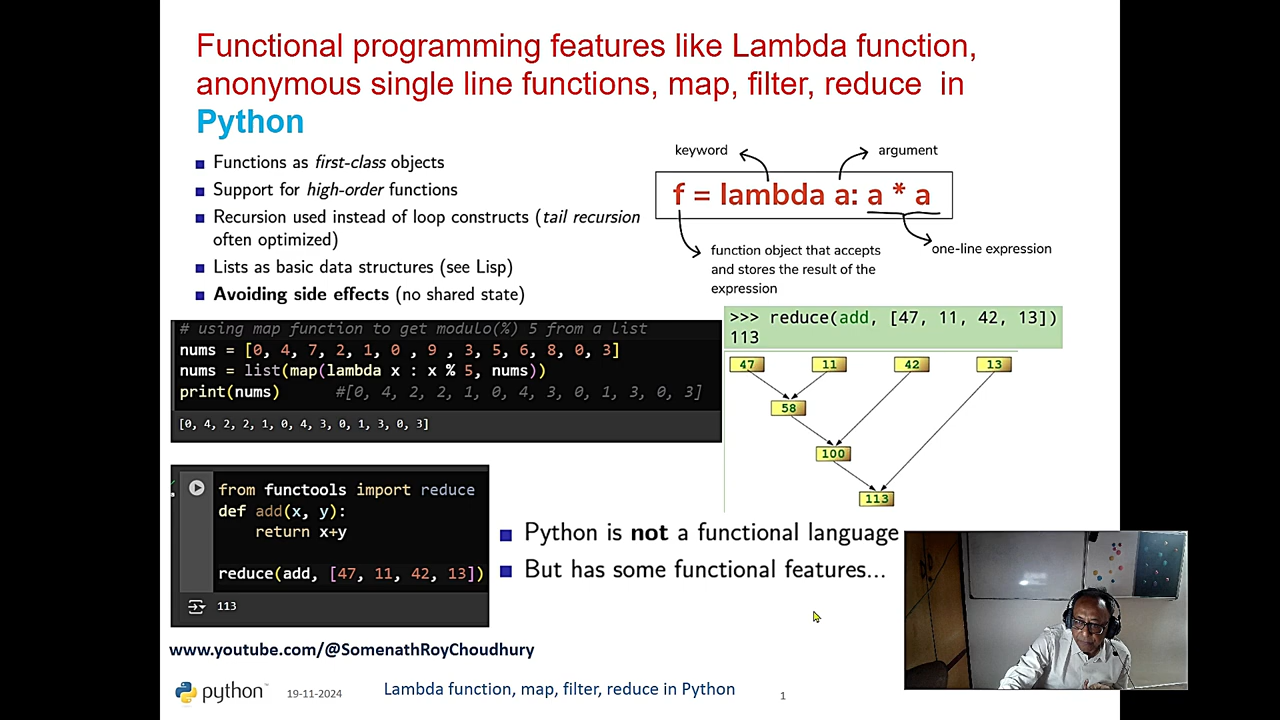 Functional programming features like Lambda function,
anonymous single line functions, map, filter, reduce in
Python
Functions as first-class objects
Support for high-order functions
Recursion used instead of loop constructs (tail recursion
often optimized)
Lists as basic data structures (see Lisp)
Avoiding side effects (no shared state)
keyword
argument
f = lambda a: a * a
function object that accepts
and stores the result of the
expression
one-line expression
# using map function to get modulo(%) 5 from a list
nums = [0, 4, 7, 2, 1, 0 , 9 , 3, 5, 6, 8, 0, 3]
nums = list(map(lambda x : x % 5, nums))
print(nums) #[0, 4, 2, 2, 1, 0, 4, 3, 0, 1, 3, 0, 3]
[0, 4, 2, 2, 1, 0, 4, 3, 0, 1, 3, 0, 3]
>>> reduce(add, [47, 11, 42, 13])
113
47 11 42 13
58
100
113
from functools import reduce
def add(x, y):
return x+y
reduce(add, [47, 11, 42, 13])
113
Python is not a functional language
But has some functional features...
www.youtube.com/@SomenathRoyChoudhury
python
19-11-2024
Lambda function, map, filter, reduce in Python
1